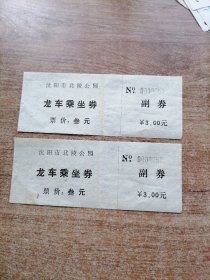 沈阳市北陵公园
龙车乘坐券
票价：叁元
№
副券
¥3.00元
沈阳市北陵公园
龙车乘坐券
票价：叁元
№
副券
¥3.00元